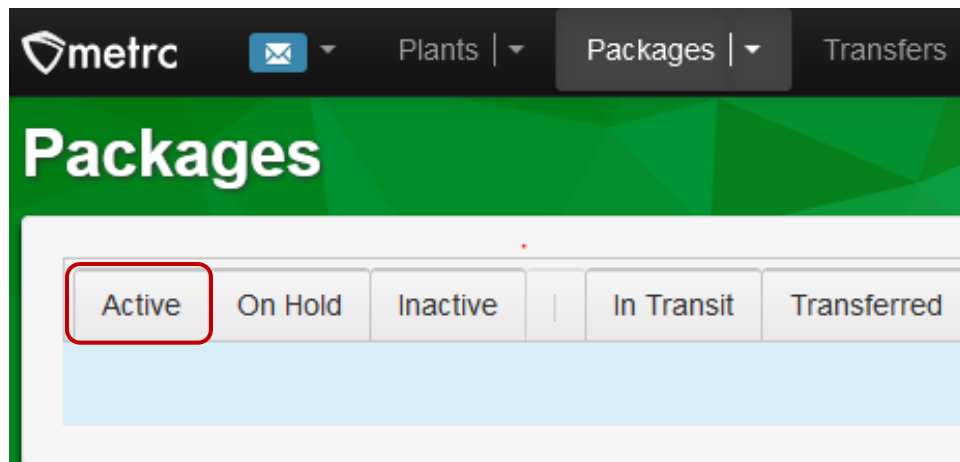 metrc Plants | Packages | Transfers
Packages
Active On Hold Inactive | In Transit Transferred